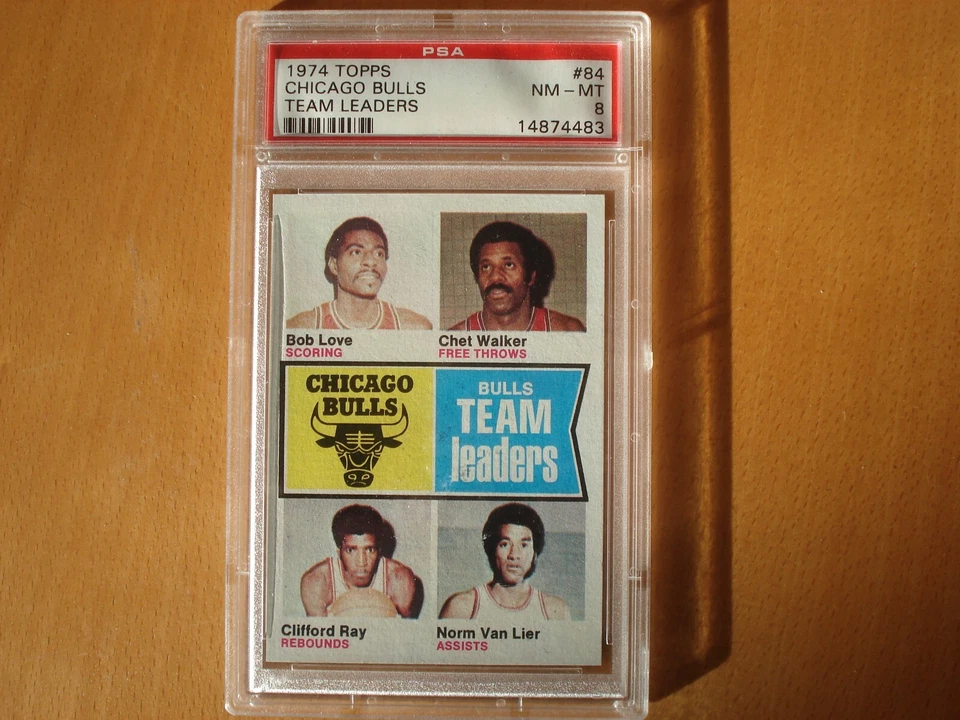 PSA
1974 TOPPS #84
CHICAGO BULLS NM - MT
TEAM LEADERS 8
14874483
Bob Love
SCORING
Chet Walker
FREE THROWS
CHICAGO
BULLS
BULLS
TEAM
leaders
Clifford Ray
REBOUNDS
Norm Van Lier
ASSISTS